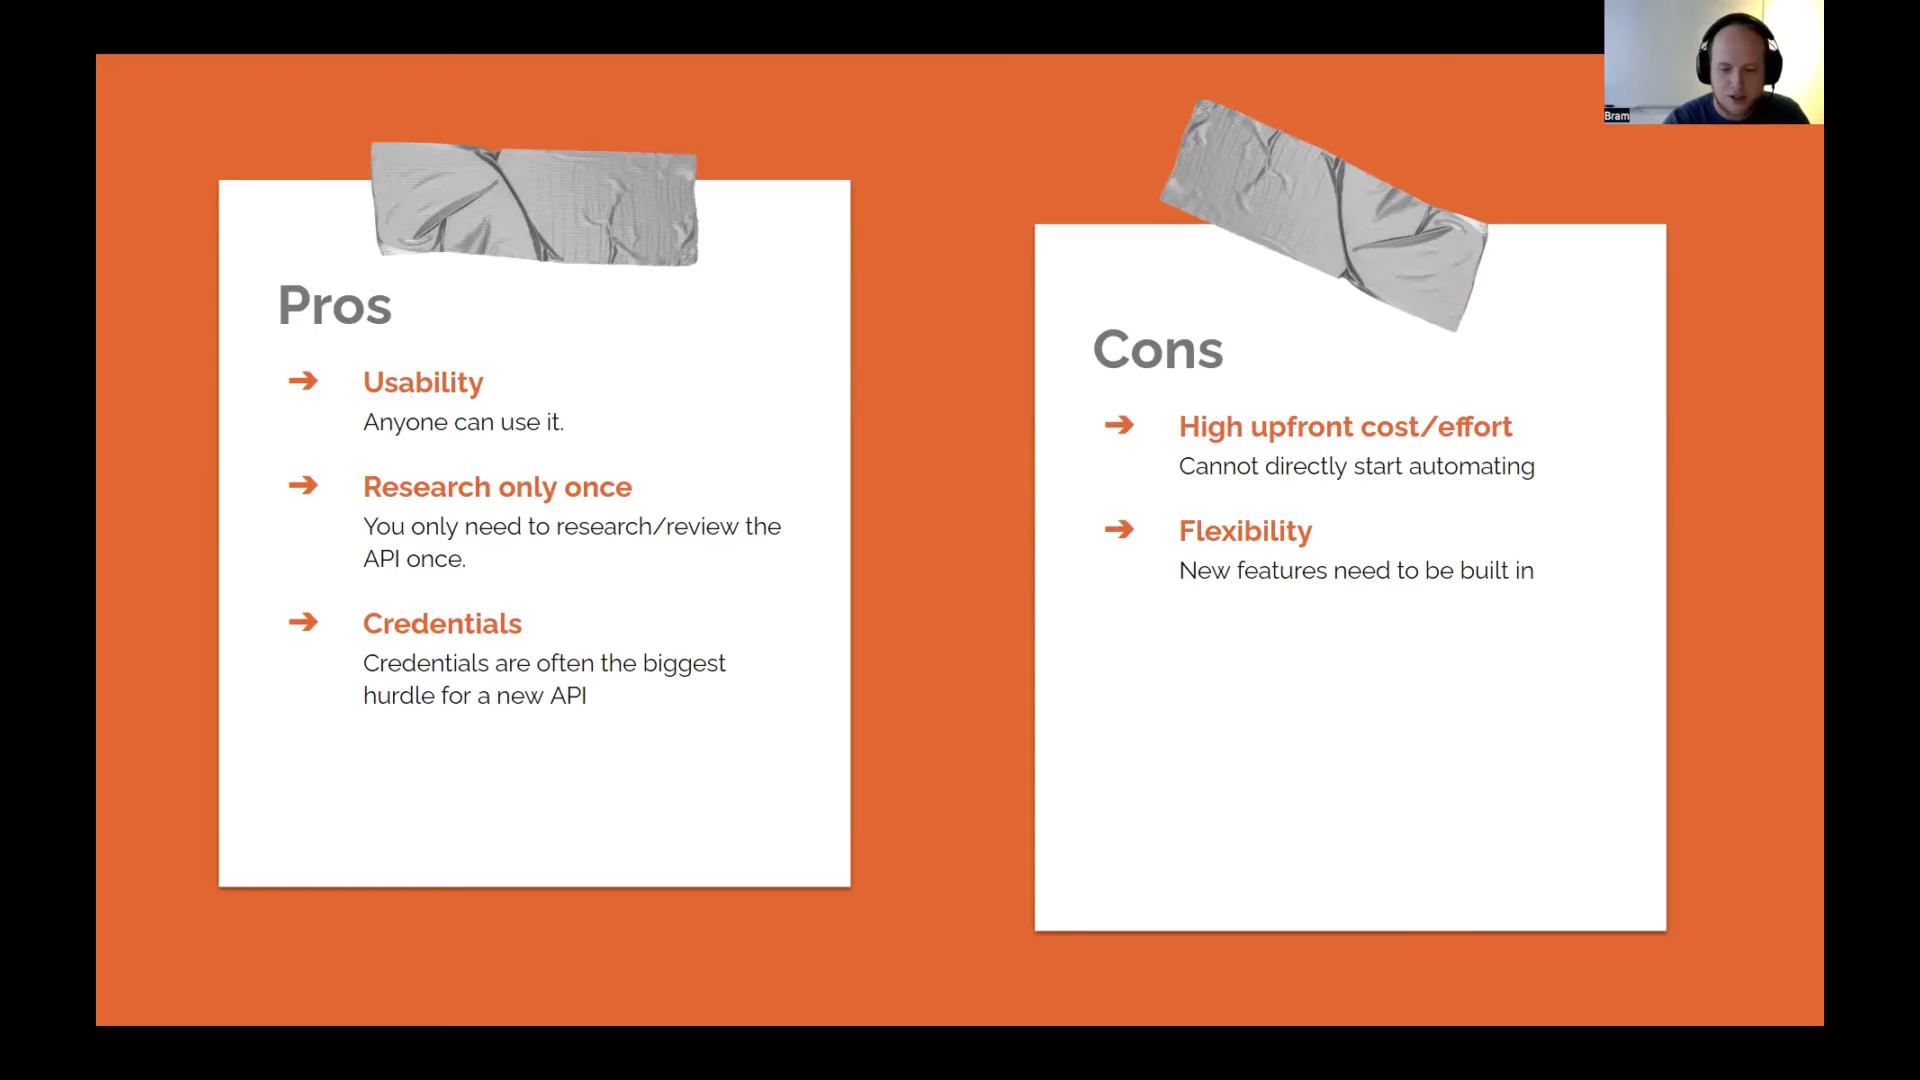 Bram
Pros
➔ Usability
Anyone can use it.
➔ Research only once
You only need to research/review the
API once.
➔ Credentials
Credentials are often the biggest
hurdle for a new API
Cons
➔ High upfront cost/effort
Cannot directly start automating
➔ Flexibility
New features need to be built in